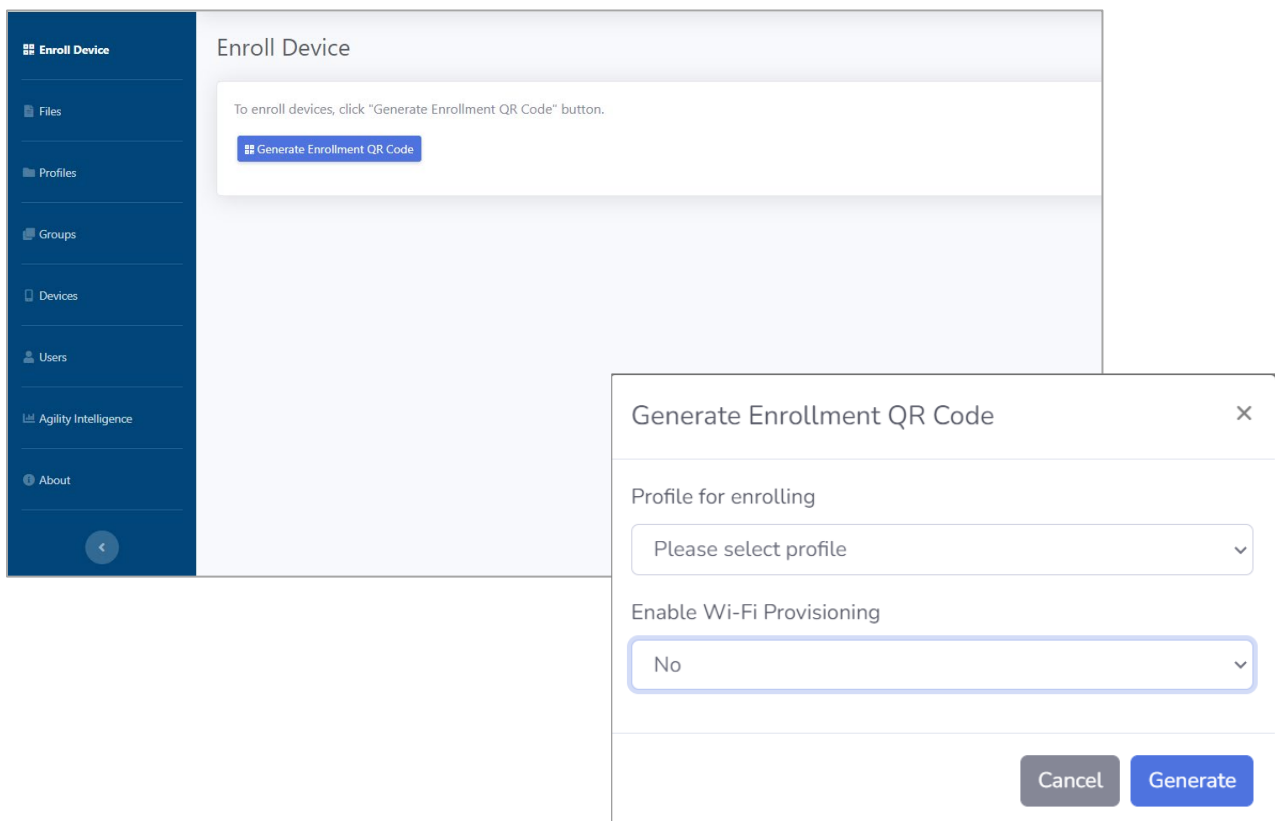 Enroll Device
Files
Profiles
Groups
Devices
Users
Agility Intelligence
About
Enroll Device
To enroll devices, click "Generate Enrollment QR Code" button.
Generate Enrollment QR Code
Generate Enrollment QR Code
Profile for enrolling
Please select profile
Enable Wi-Fi Provisioning
No
Cancel
Generate